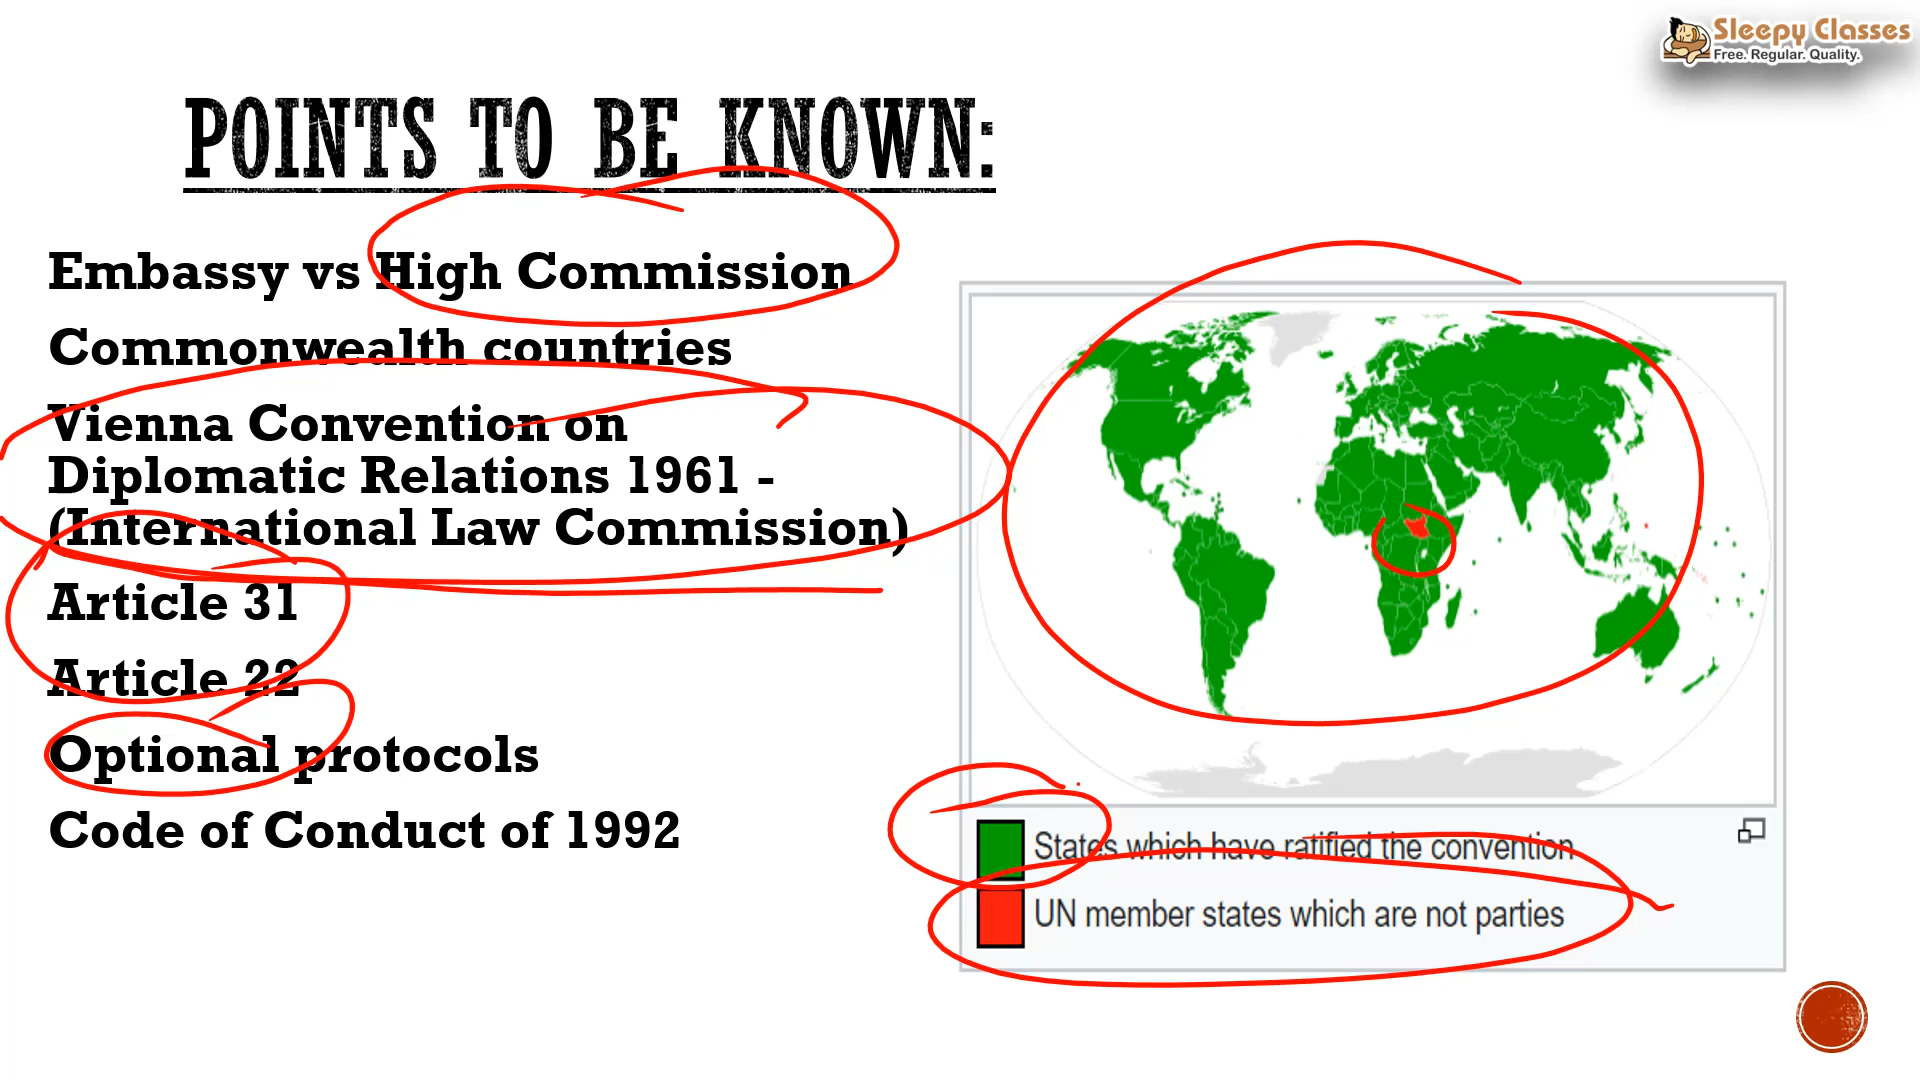 Sleepy Classes
Free. Regular. Quality.
POINTS TO BE KNOWN:
Embassy vs High Commission
Commonwealth countries
Vienna Convention on
Diplomatic Relations 1961 -
(International Law Commission)
Article 31
Article 22
Optional protocols
Code of Conduct of 1992
States which have ratified the convention
UN member states which are not parties